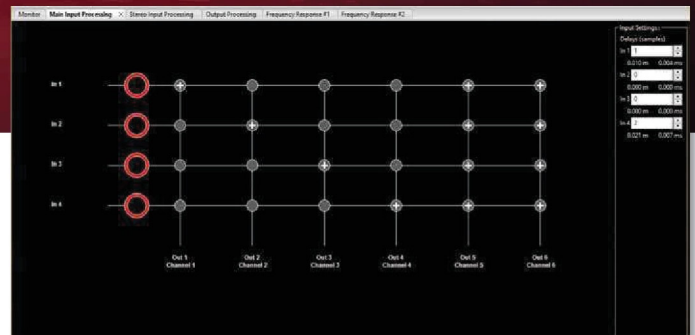 Monitor Main Input Processing × Stereo Input Processing Output Processing Frequency Response #1 Frequency Response #2
Input Settings:
Delays (samples)
In 1 1
0.010 m 0.004 ms
In 2 0
0.000 m 0.000 ms
In 3 0
0.000 m 0.000 ms
In 4 2
0.021 m 0.007 ms
In 1
In 2
In 3
In 4
Out 1 Out 2 Out 3 Out 4 Out 5 Out 6
Channel 1 Channel 2 Channel 3 Channel 4 Channel 5 Channel 6